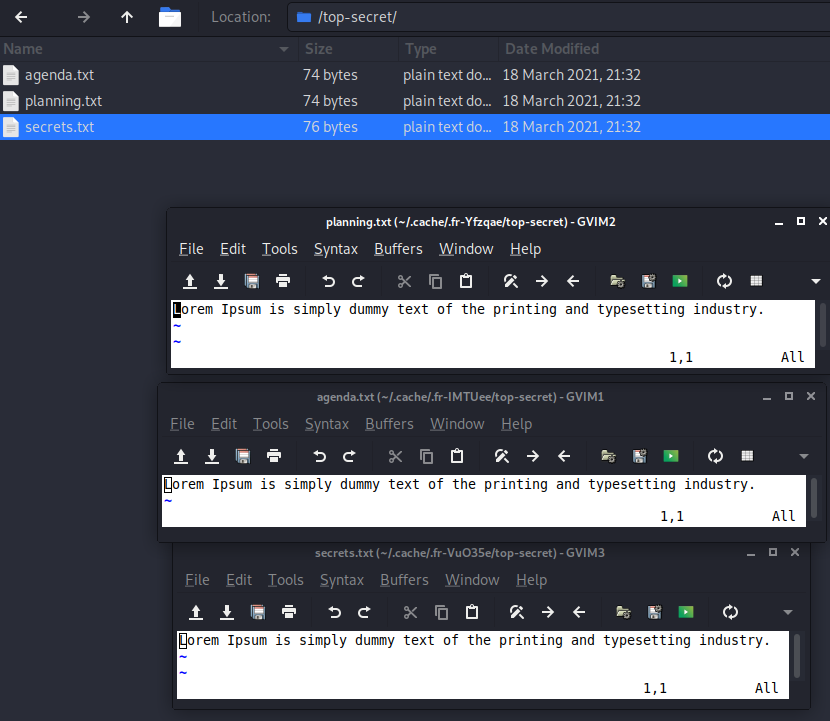 Location: /top-secret/
Name Size Type Date Modified
agenda.txt 74 bytes plain text do... 18 March 2021, 21:32
planning.txt 74 bytes plain text do... 18 March 2021, 21:32
secrets.txt 76 bytes plain text do... 18 March 2021, 21:32
planning.txt (~/.cache/.fr-Yfzqae/top-secret) - GVIM2
File Edit Tools Syntax Buffers Window Help
Lorem Ipsum is simply dummy text of the printing and typesetting industry.
~
~
1,1 All
agenda.txt (~/.cache/.fr-IMTUee/top-secret) - GVIM1
File Edit Tools Syntax Buffers Window Help
Lorem Ipsum is simply dummy text of the printing and typesetting industry.
~
1,1 All
secrets.txt (~/.cache/.fr-VuO35e/top-secret) - GVIM3
File Edit Tools Syntax Buffers Window Help
Lorem Ipsum is simply dummy text of the printing and typesetting industry.
~
~
1,1 All